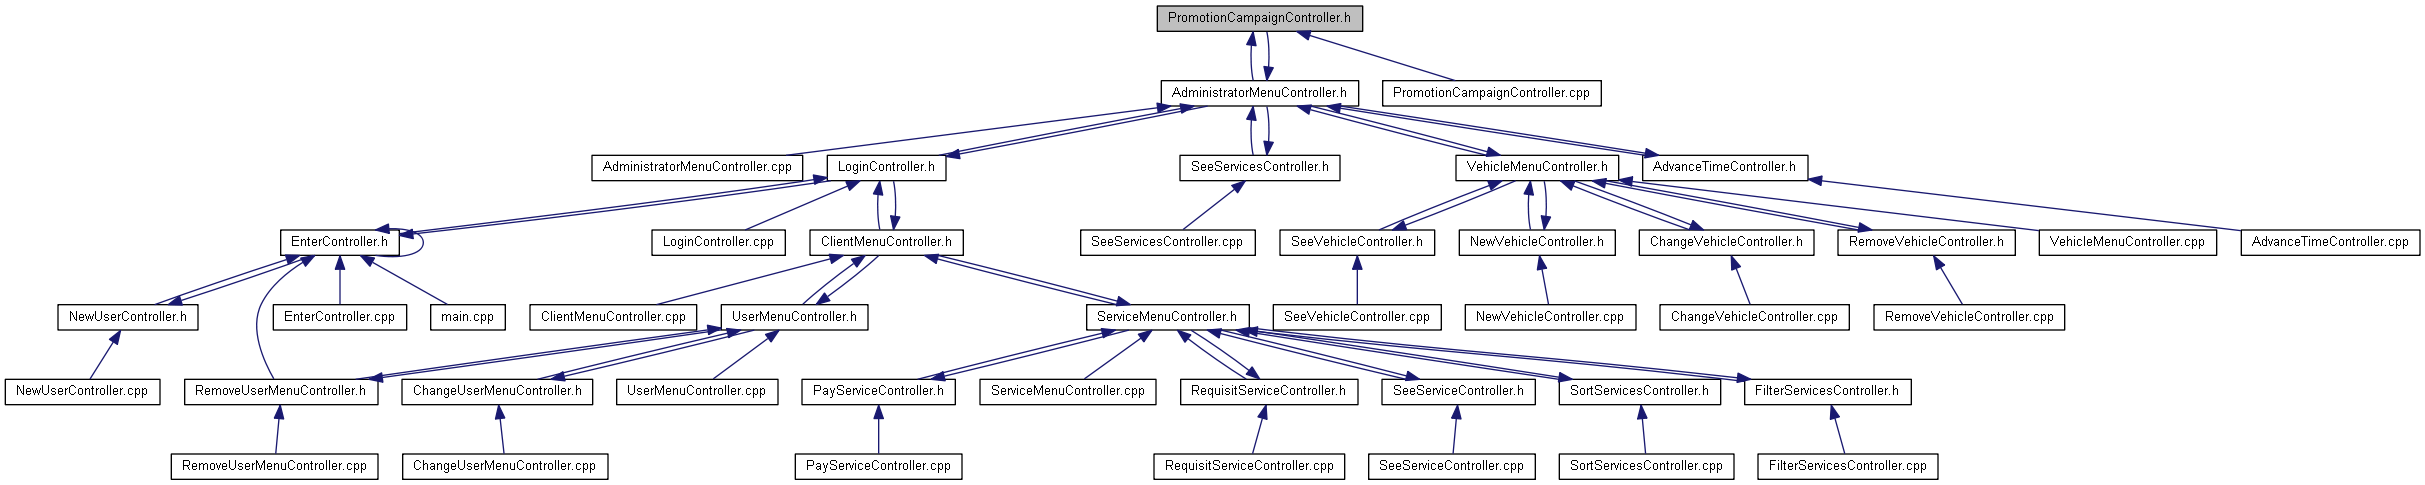 PromotionCampaignController.h
AdministratorMenuController.h
PromotionCampaignController.cpp
AdministratorMenuController.cpp
LoginController.h
SeeServicesController.h
VehicleMenuController.h
AdvanceTimeController.h
EnterController.h
LoginController.cpp
ClientMenuController.h
SeeServicesController.cpp
SeeVehicleController.h
NewVehicleController.h
ChangeVehicleController.h
RemoveVehicleController.h
VehicleMenuController.cpp
AdvanceTimeController.cpp
NewUserController.h
EnterController.cpp
main.cpp
ClientMenuController.cpp
UserMenuController.h
ServiceMenuController.h
SeeVehicleController.cpp
NewVehicleController.cpp
ChangeVehicleController.cpp
RemoveVehicleController.cpp
NewUserController.cpp
RemoveUserMenuController.h
ChangeUserMenuController.h
UserMenuController.cpp
PayServiceController.h
ServiceMenuController.cpp
RequisitServiceController.h
SeeServiceController.h
SortServicesController.h
FilterServicesController.h
RemoveUserMenuController.cpp
ChangeUserMenuController.cpp
PayServiceController.cpp
RequisitServiceController.cpp
SeeServiceController.cpp
SortServicesController.cpp
FilterServicesController.cpp